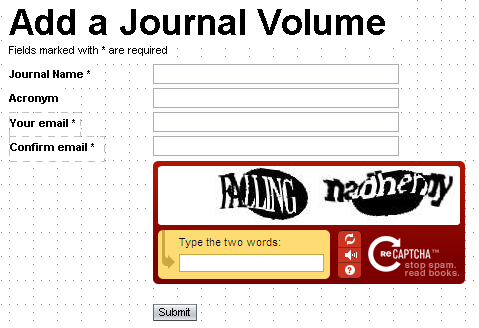 Add a Journal Volume
Fields marked with * are required
Journal Name *
Acronym
Your email *
Confirm email *
FALLING
Type the two words:
reCAPTCHA™
stop spam.
read books.
Submit